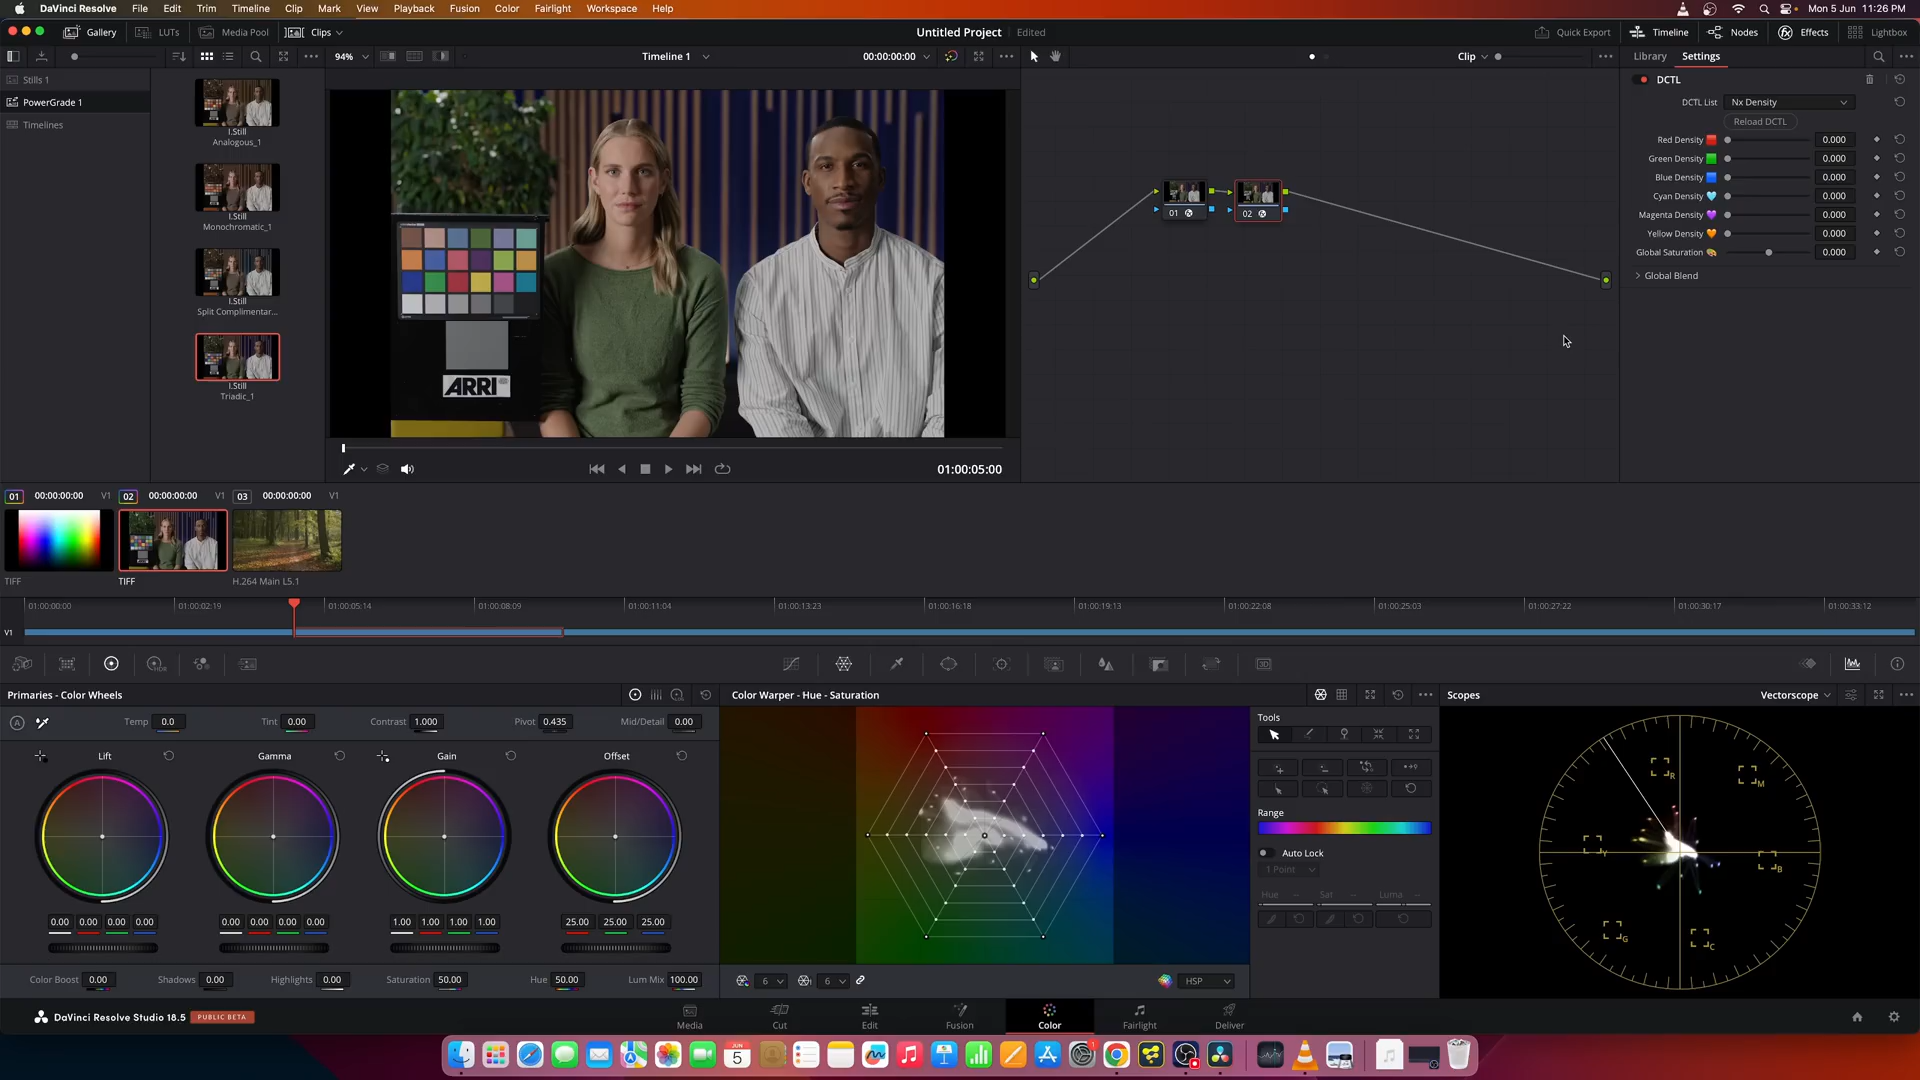 DaVinci Resolve File Edit Trim Timeline Clip Mark View Playback Fusion Color Fairlight Workspace Help Mon 5 Jun 11:26 PM
Gallery LUTs Media Pool Clips Untitled Project Edited Quick Export Timeline Nodes Effects Lightbox
94% Timeline 1 00:00:00:00 Clip Library Settings
Stills 1
PowerGrade 1
Timelines
1.Still
Analogous_1
1.Still
Monochromatic_1
1.Still
Split Complimentar...
1.Still
Triadic_1
ARRI
01:00:05:00
01
02
DCTL
DCTL List Nx Density
Reload DCTL
Red Density 0.000
Green Density 0.000
Blue Density 0.000
Cyan Density 0.000
Magenta Density 0.000
Yellow Density 0.000
Global Saturation 0.000
Global Blend
01 00:00:00:00 V1 02 00:00:00:00 V1 03 00:00:00:00 V1
TIFF TIFF H.264 Main L5.1
01:00:00:00 01:00:02:19 01:00:05:14 01:00:08:09 01:00:11:04 01:00:13:23 01:00:16:18 01:00:19:13 01:00:22:08 01:00:25:03 01:00:27:22 01:00:30:17 01:00:33:12
V1
HDR
3D
Primaries - Color Wheels
A Temp 0.0 Tint 0.00 Contrast 1.000 Pivot 0.435 Mid/Detail 0.00
Lift Gamma Gain Offset
0.00 0.00 0.00 0.00 0.00 0.00 0.00 0.00 1.00 1.00 1.00 1.00 25.00 25.00 25.00
Color Boost 0.00 Shadows 0.00 Highlights 0.00 Saturation 50.00 Hue 50.00 Lum Mix 100.00
Color Warper - Hue - Saturation
6 6 HSP
Tools
Range
Auto Lock
1 Point
Hue -- Sat -- Luma --
Scopes Vectorscope
R
M
Y
B
G
C
DaVinci Resolve Studio 18.5 PUBLIC BETA
Media Cut Edit Fusion Color Fairlight Deliver
JUN
5
1